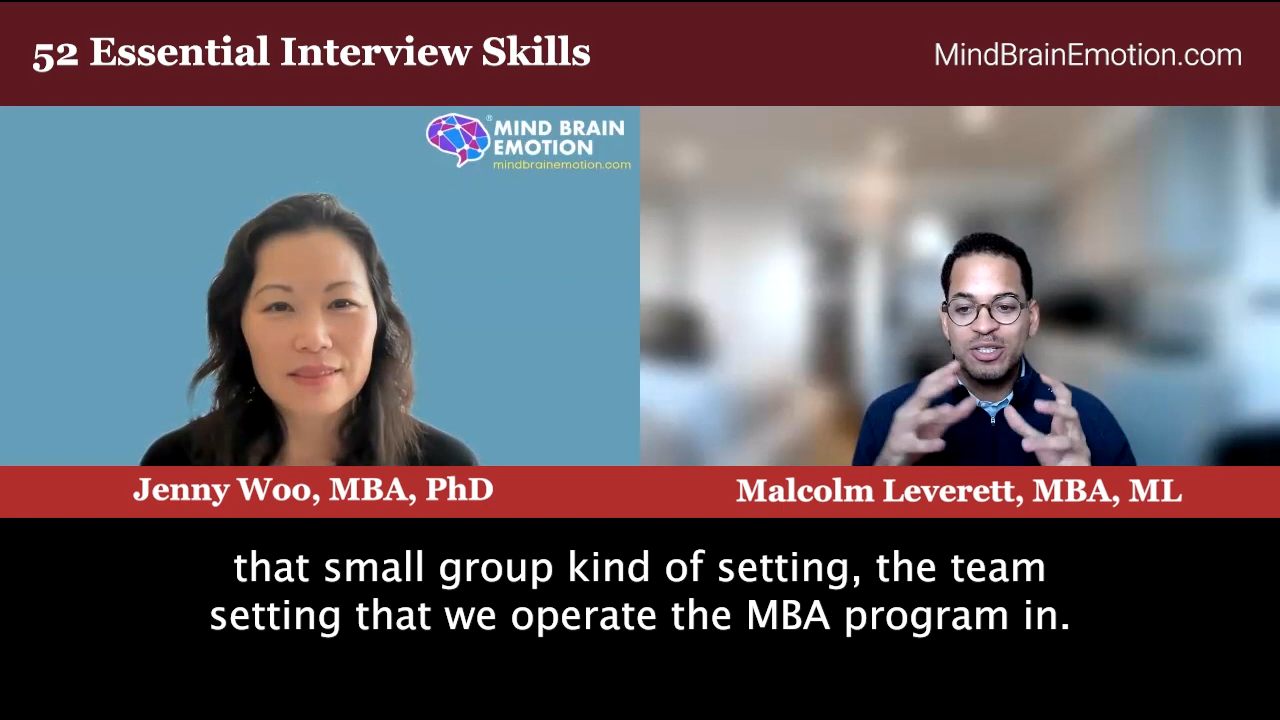 52 Essential Interview Skills
MindBrainEmotion.com
®MIND BRAIN
EMOTION
mindbrainemotion.com
Jenny Woo, MBA, PhD
Malcolm Leverett, MBA, ML
that small group kind of setting, the team
setting that we operate the MBA program in.